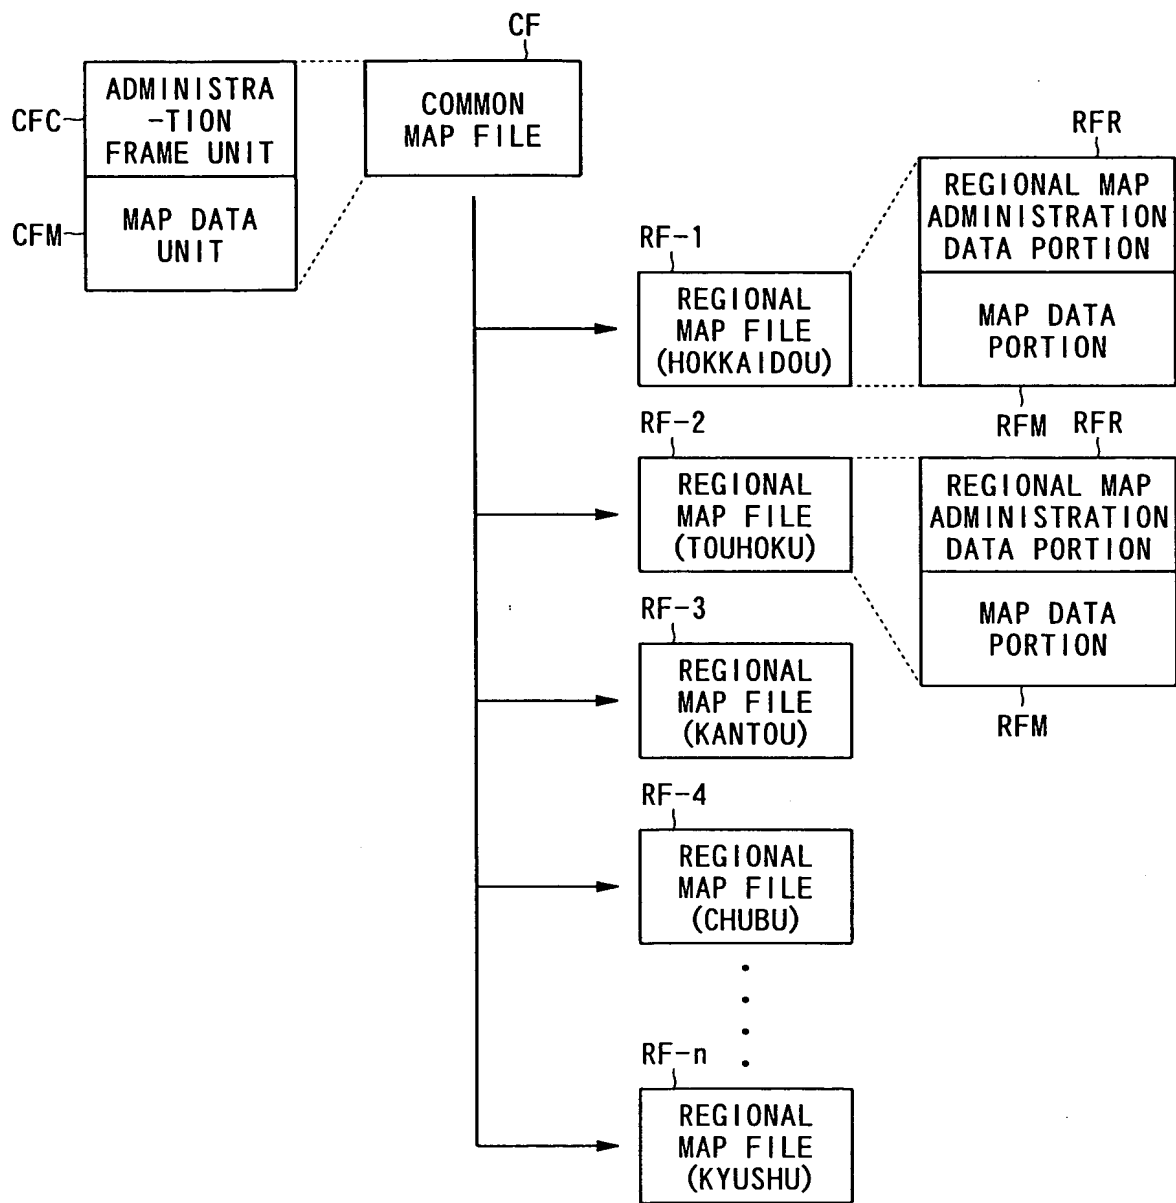 CF
CFC
ADMINISTRA
-TION
FRAME UNIT
COMMON
MAP FILE
CFM
MAP DATA
UNIT
RFR
REGIONAL MAP
ADMINISTRATION
DATA PORTION
RF-1
REGIONAL
MAP FILE
(HOKKAIDOU)
MAP DATA
PORTION
RFM
RF-2
RFR
REGIONAL
MAP FILE
(TOUHOKU)
REGIONAL MAP
ADMINISTRATION
DATA PORTION
MAP DATA
PORTION
RFM
RF-3
REGIONAL
MAP FILE
(KANTOU)
RF-4
REGIONAL
MAP FILE
(CHUBU)
RF-n
REGIONAL
MAP FILE
(KYUSHU)